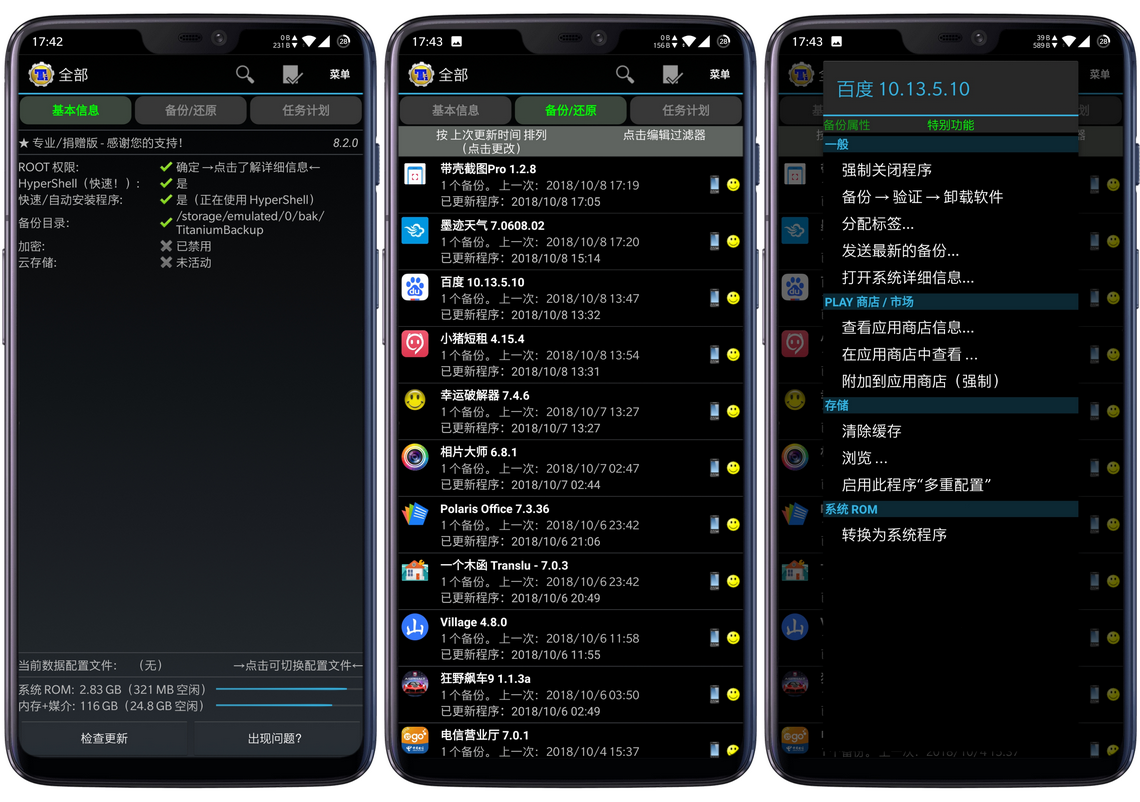 17:42
0 B
231 B
28
全部
菜单
基本信息
备份/还原
任务计划
★ 专业/捐赠版 - 感谢您的支持!
8.2.0
ROOT 权限:
确定 →点击了解详细信息←
HyperShell（快速!）:
是
快速/自动安装程序:
是（正在使用 HyperShell）
备份目录:
/storage/emulated/0/bak/
TitaniumBackup
加密:
已禁用
云存储:
未活动
当前数据配置文件:
（无）
→点击可切换配置文件←
系统 ROM: 2.83 GB（321 MB 空闲）
内存+媒介: 116 GB（24.8 GB 空闲）
检查更新
出现问题?
17:43
0 B
156 B
28
全部
菜单
基本信息
备份/还原
任务计划
按 上次更新时间 排列
（点击更改）
点击编辑过滤器
带壳截图Pro 1.2.8
1 个备份。 上一次: 2018/10/8 17:19
已更新程序: 2018/10/8 17:05
墨迹天气 7.0608.02
1 个备份。 上一次: 2018/10/8 17:20
已更新程序: 2018/10/8 15:14
du
百度 10.13.5.10
1 个备份。 上一次: 2018/10/8 13:47
已更新程序: 2018/10/8 13:32
小猪短租 4.15.4
1 个备份。 上一次: 2018/10/8 13:54
已更新程序: 2018/10/8 13:31
幸运破解器 7.4.6
1 个备份。 上一次: 2018/10/7 13:27
已更新程序: 2018/10/7 13:27
相片大师 6.8.1
1 个备份。 上一次: 2018/10/7 02:47
已更新程序: 2018/10/7 02:44
Polaris Office 7.3.36
1 个备份。 上一次: 2018/10/6 23:42
已更新程序: 2018/10/6 21:06
一个木函 Translu - 7.0.3
1 个备份。 上一次: 2018/10/6 23:42
已更新程序: 2018/10/6 20:49
山
Village 4.8.0
1 个备份。 上一次: 2018/10/6 11:58
已更新程序: 2018/10/6 11:55
狂野飙车9 1.1.3a
1 个备份。 上一次: 2018/10/6 03:50
已更新程序: 2018/10/6 02:49
电信营业厅 7.0.1
1 个备份。 上一次: 2018/10/4 15:37
17:43
39 B
589 B
28
菜单
百度 10.13.5.10
备份属性
特别功能
一般
强制关闭程序
备份 → 验证 → 卸载软件
分配标签...
发送最新的备份...
打开系统详细信息...
PLAY 商店 / 市场
查看应用商店信息...
在应用商店中查看 ...
附加到应用商店（强制）
存储
清除缓存
浏览 ...
启用此程序“多重配置”
系统 ROM
转换为系统程序